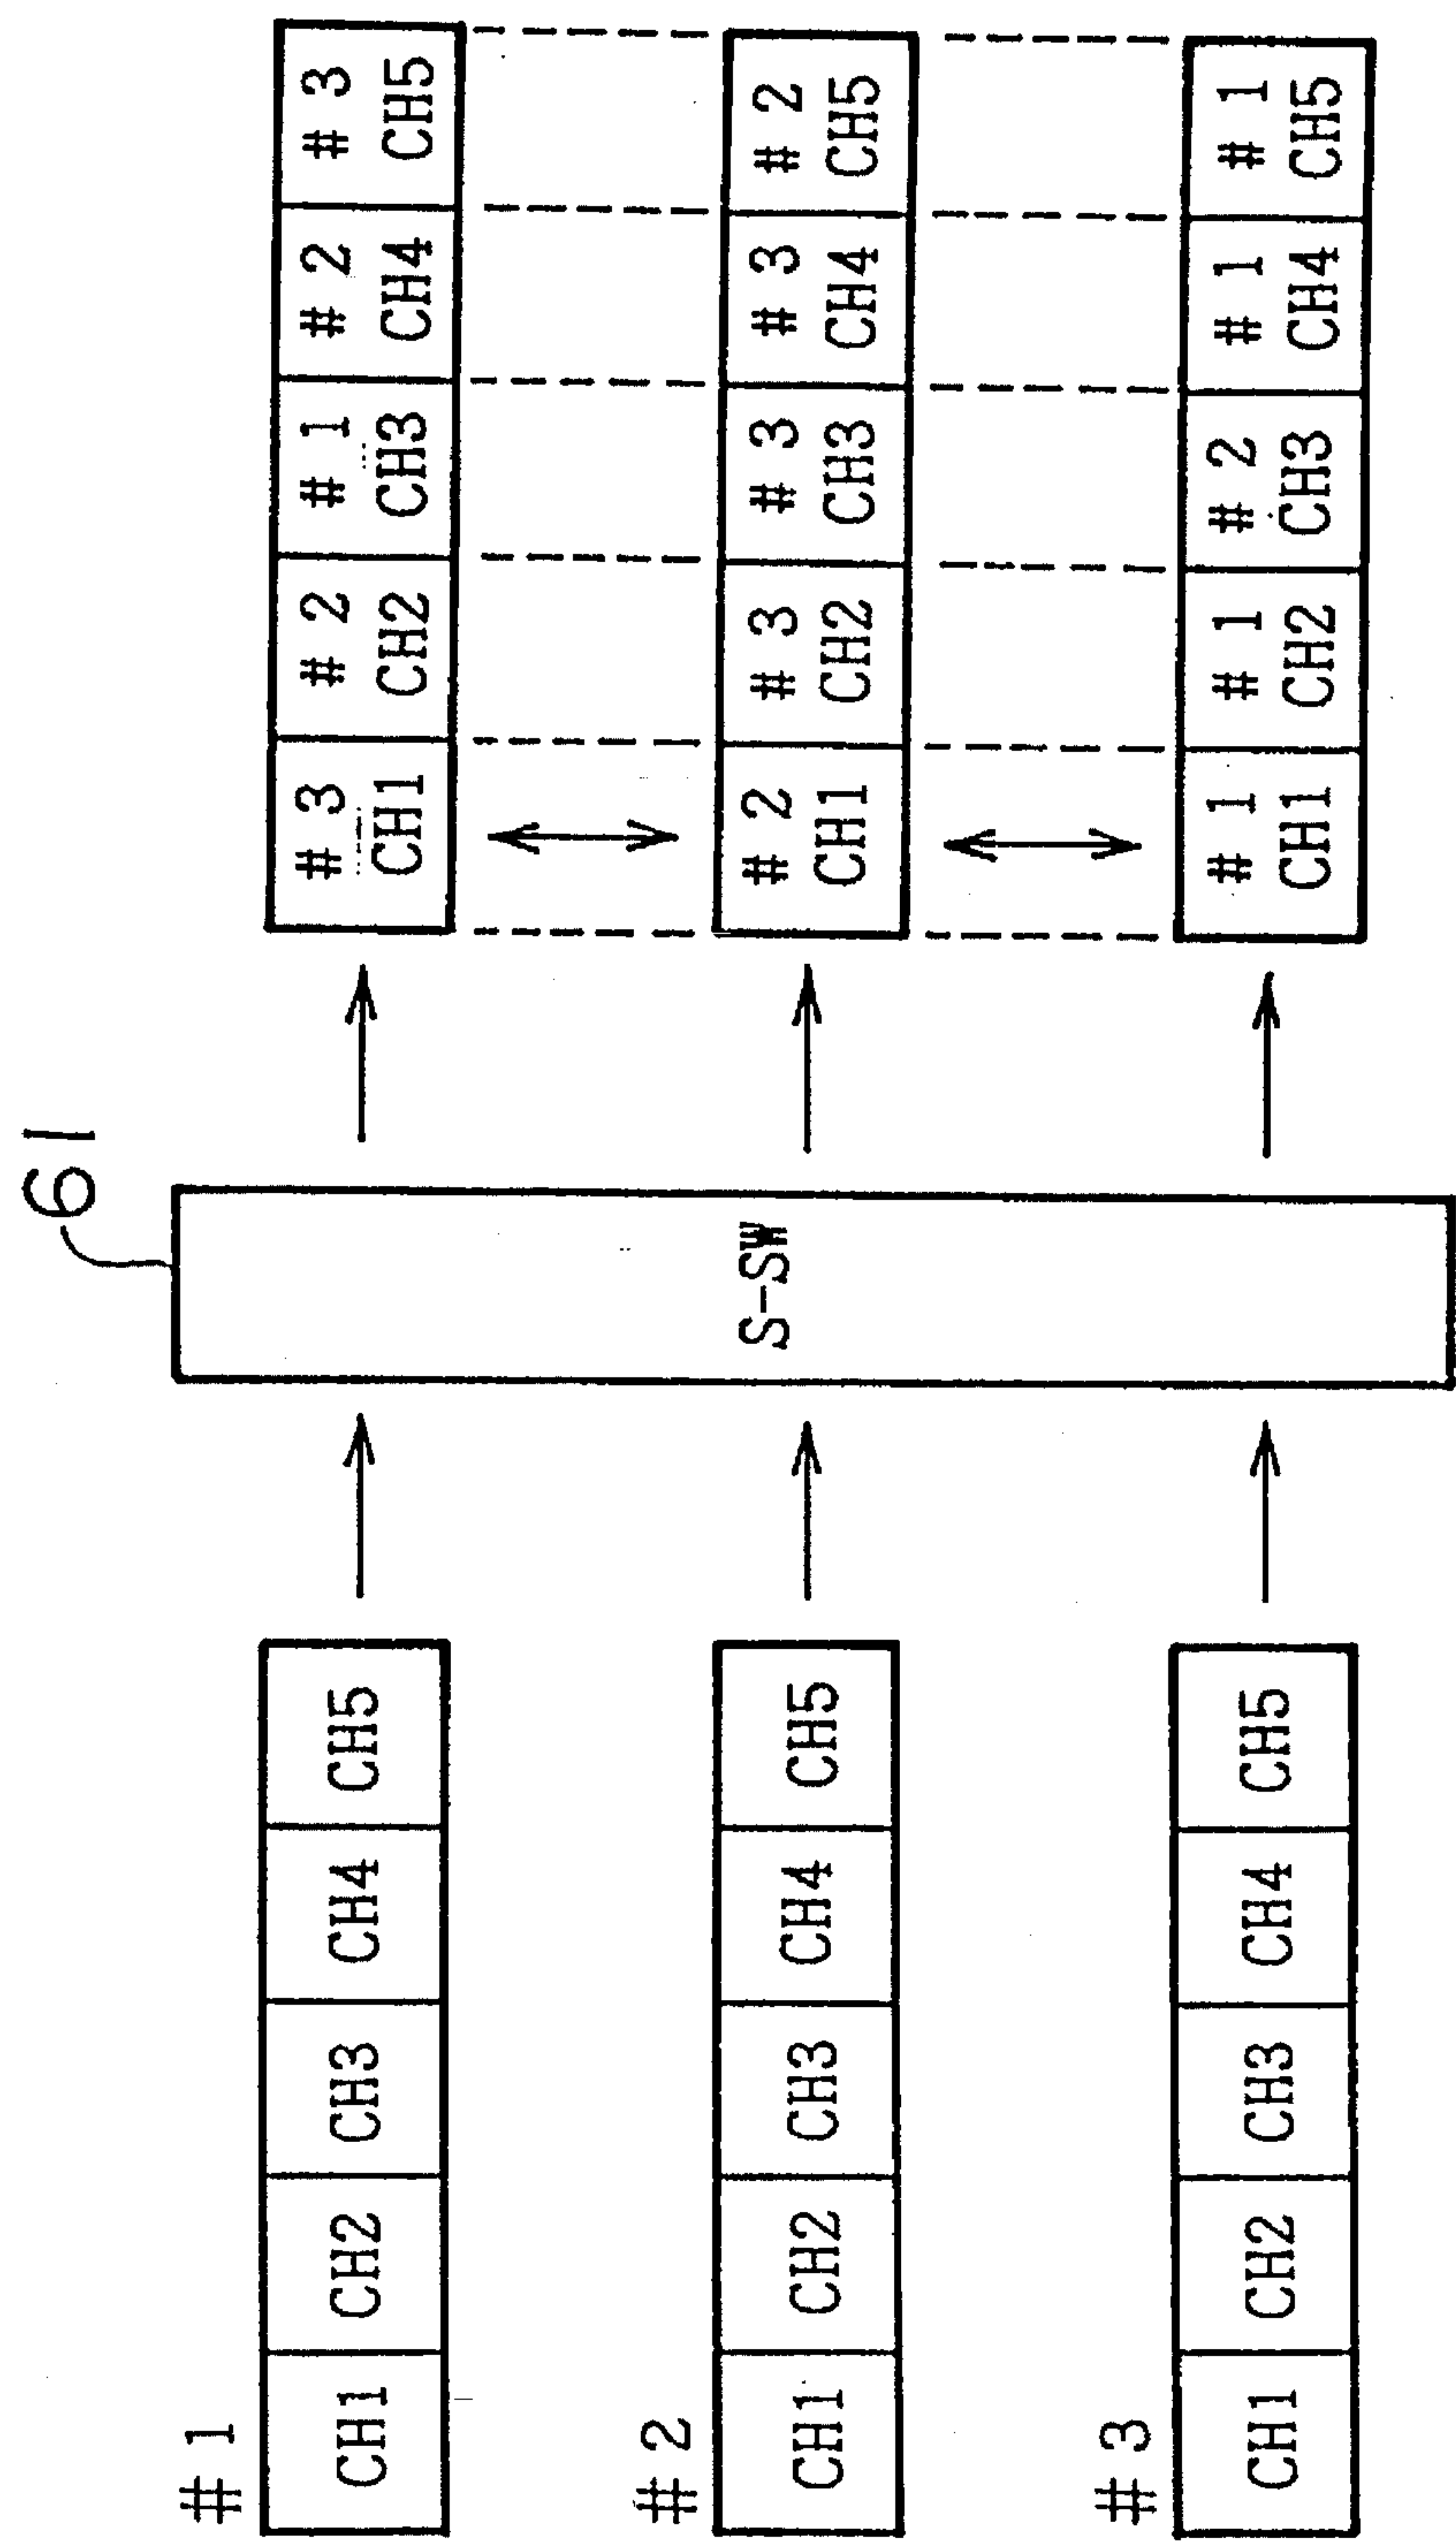 61
#1
CH1 CH2 CH3 CH4 CH5
#2
CH1 CH2 CH3 CH4 CH5
#3
CH1 CH2 CH3 CH4 CH5
S-SW
#3 #2 #1 #2 #3
CH1 CH2 CH3 CH4 CH5
#2 #3 #3 #3 #2
CH1 CH2 CH3 CH4 CH5
#1 #1 #2 #1 #1
CH1 CH2 CH3 CH4 CH5